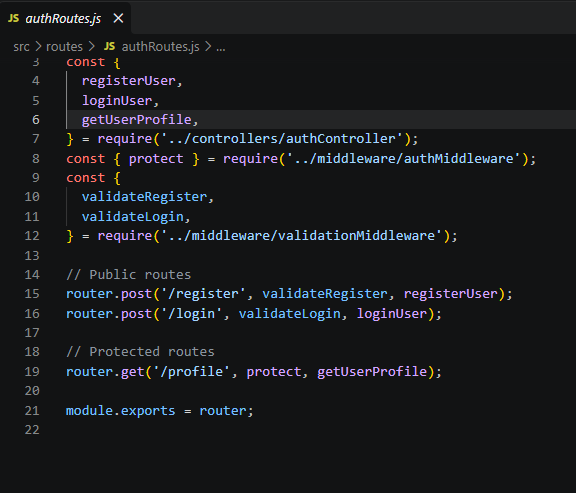 JS authRoutes.js ×
src > routes > JS authRoutes.js > ...
3 const {
4   registerUser,
5   loginUser,
6   getUserProfile,
7 } = require('../controllers/authController');
8 const { protect } = require('../middleware/authMiddleware');
9 const {
10   validateRegister,
11   validateLogin,
12 } = require('../middleware/validationMiddleware');
13
14 // Public routes
15 router.post('/register', validateRegister, registerUser);
16 router.post('/login', validateLogin, loginUser);
17
18 // Protected routes
19 router.get('/profile', protect, getUserProfile);
20
21 module.exports = router;
22